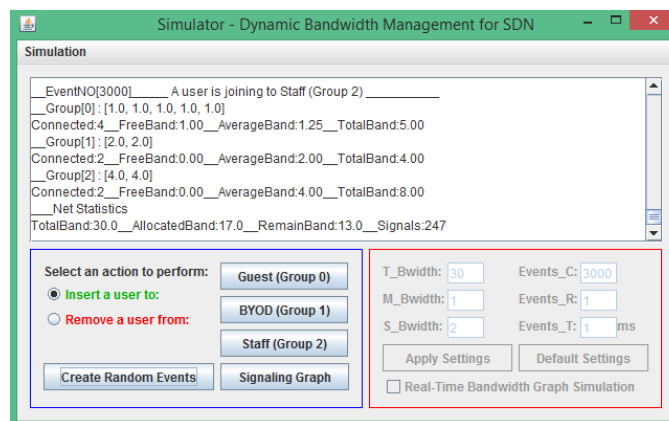 Simulator - Dynamic Bandwidth Management for SDN
Simulation
__EventNO[3000]______ A user is joining to Staff (Group 2) ___________
__Group[0] : [1.0, 1.0, 1.0, 1.0, 1.0]
Connected:4__FreeBand:1.00__AverageBand:1.25__TotalBand:5.00
__Group[1] : [2.0, 2.0]
Connected:2__FreeBand:0.00__AverageBand:2.00__TotalBand:4.00
__Group[2] : [4.0, 4.0]
Connected:2__FreeBand:0.00__AverageBand:4.00__TotalBand:8.00
___Net Statistics
TotalBand:30.0__AllocatedBand:17.0__RemainBand:13.0__Signals:247
Select an action to perform:
Insert a user to:
Remove a user from:
Guest (Group 0)
BYOD (Group 1)
Staff (Group 2)
Create Random Events
Signaling Graph
T_Bwidth: 30 Events_C: 3000
M_Bwidth: 1 Events_R: 1
S_Bwidth: 2 Events_T: 1 ms
Apply Settings Default Settings
Real-Time Bandwidth Graph Simulation